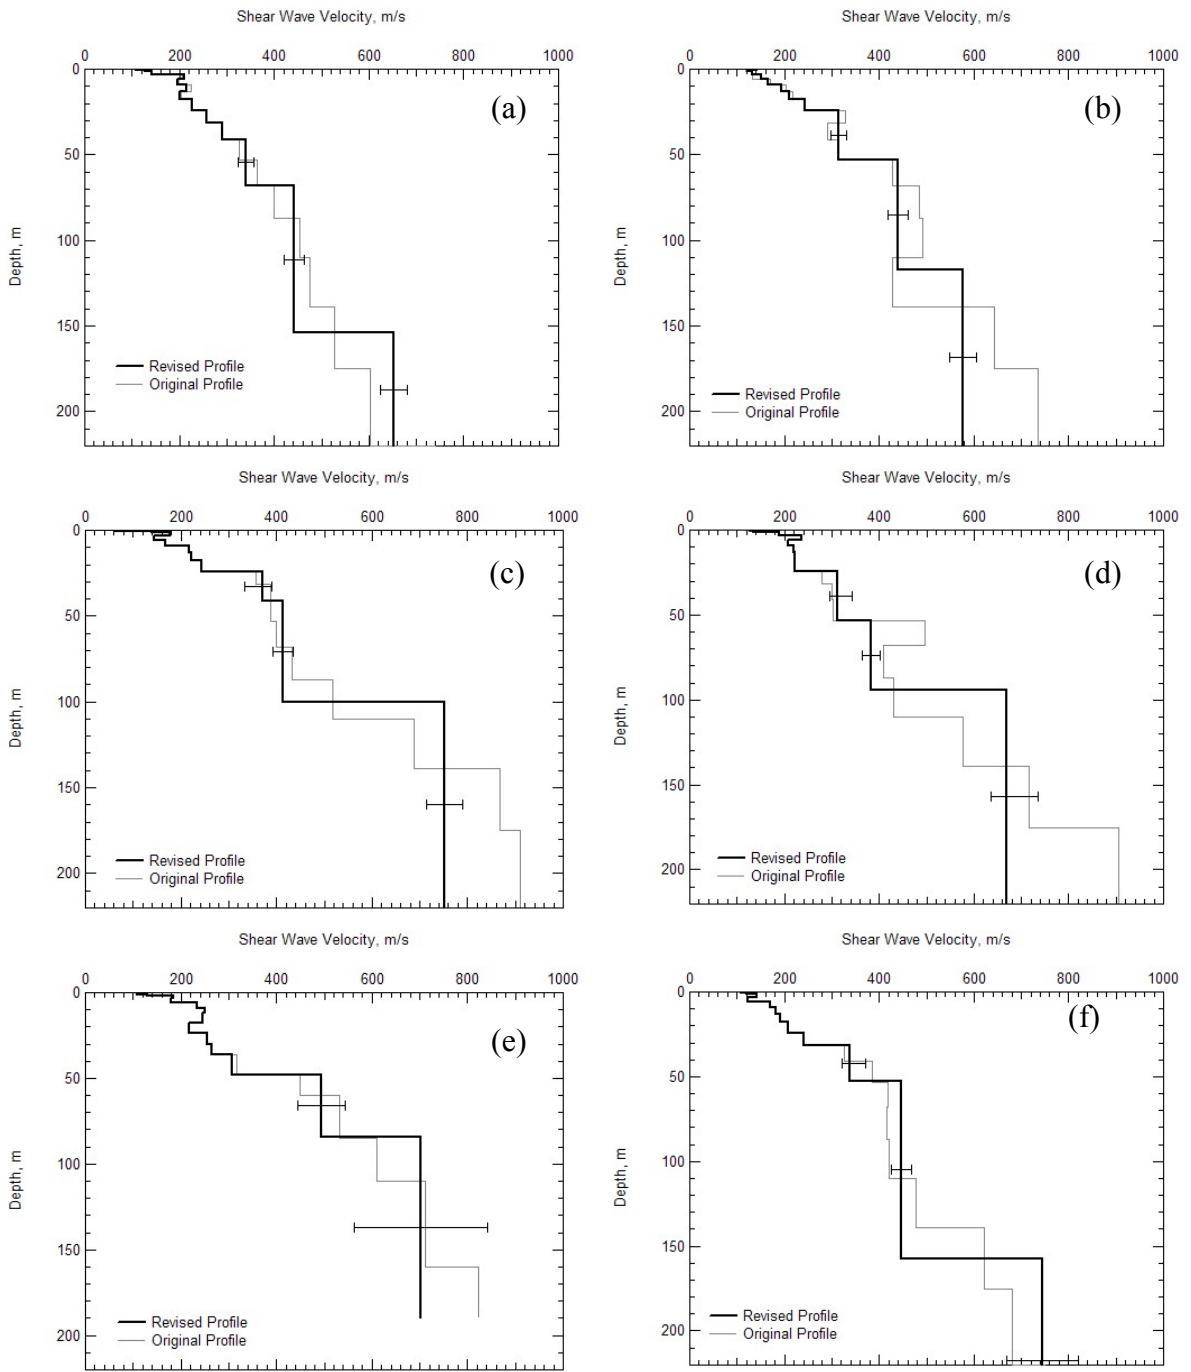 Shear Wave Velocity, m/s
0 200 400 600 800 1000
0
50
100
150
200
Depth, m
(a)
Revised Profile
Original Profile
Shear Wave Velocity, m/s
0 200 400 600 800 1000
0
50
100
150
200
Depth, m
(b)
Revised Profile
Original Profile
Shear Wave Velocity, m/s
0 200 400 600 800 1000
0
50
100
150
200
Depth, m
(c)
Revised Profile
Original Profile
Shear Wave Velocity, m/s
0 200 400 600 800 1000
0
50
100
150
200
Depth, m
(d)
Revised Profile
Original Profile
Shear Wave Velocity, m/s
0 200 400 600 800 1000
0
50
100
150
200
Depth, m
(e)
Revised Profile
Original Profile
Shear Wave Velocity, m/s
0 200 400 600 800 1000
0
50
100
150
200
Depth, m
(f)
Revised Profile
Original Profile